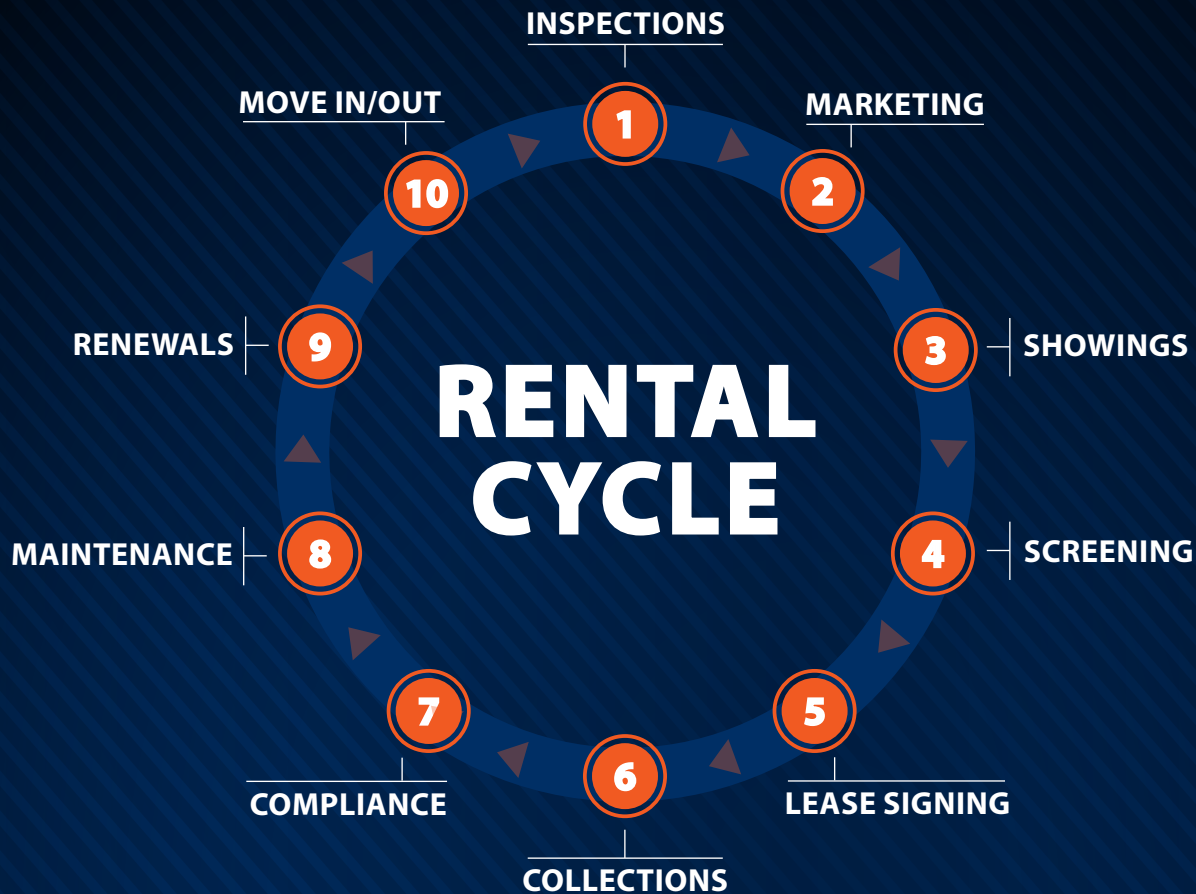 INSPECTIONS
1
MARKETING
2
SHOWINGS
3
SCREENING
4
LEASE SIGNING
5
COLLECTIONS
6
COMPLIANCE
7
MAINTENANCE
8
RENEWALS
9
MOVE IN/OUT
10
RENTAL
CYCLE